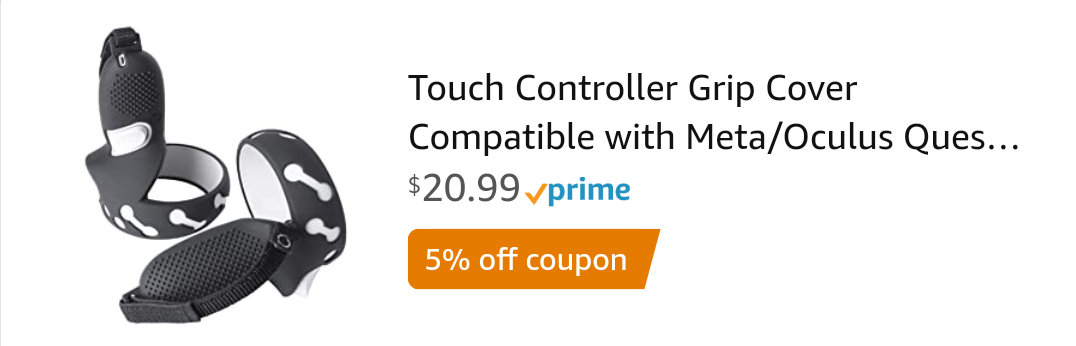 Touch Controller Grip Cover
Compatible with Meta/Oculus Ques...
$20.99 prime
5% off coupon